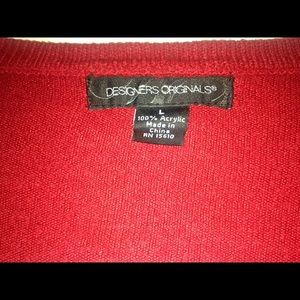 DESIGNERS ORIGINALS®
L
100% Acrylic
Made in
China
RN 15610